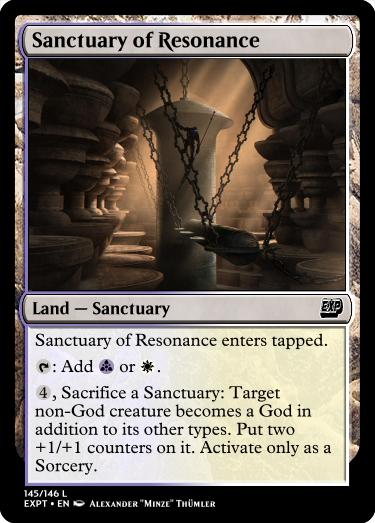 Sanctuary of Resonance
Land — Sanctuary
EXP
Sanctuary of Resonance enters tapped.
: Add or .
4, Sacrifice a Sanctuary: Target
non-God creature becomes a God in
addition to its other types. Put two
+1/+1 counters on it. Activate only as a
Sorcery.
145/146 L
EXPT • EN Alexander "Minze" Thümler